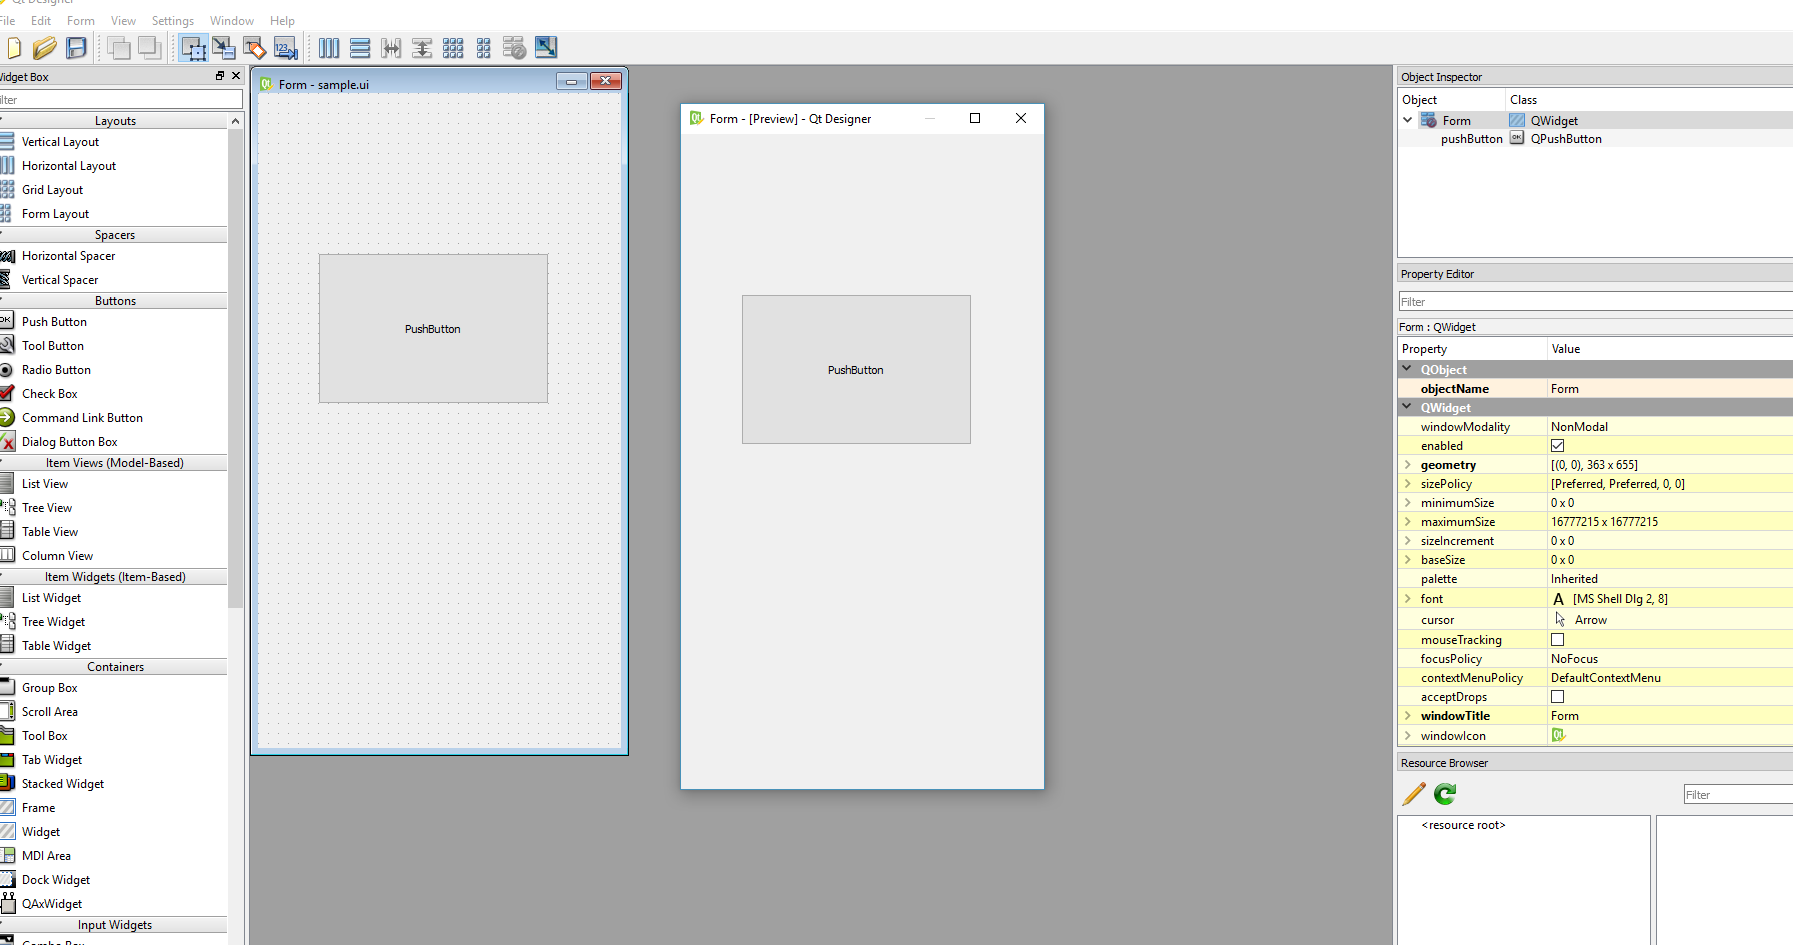 Qt Designer
File Edit Form View Settings Window Help
Widget Box
Filter
Layouts
Vertical Layout
Horizontal Layout
Grid Layout
Form Layout
Spacers
Horizontal Spacer
Vertical Spacer
Buttons
Push Button
Tool Button
Radio Button
Check Box
Command Link Button
Dialog Button Box
Item Views (Model-Based)
List View
Tree View
Table View
Column View
Item Widgets (Item-Based)
List Widget
Tree Widget
Table Widget
Containers
Group Box
Scroll Area
Tool Box
Tab Widget
Stacked Widget
Frame
Widget
MDI Area
Dock Widget
QAxWidget
Input Widgets
Combo Box
Form - sample.ui
PushButton
Form - [Preview] - Qt Designer
PushButton
Object Inspector
Object Class
Form QWidget
pushButton QPushButton
Property Editor
Filter
Form : QWidget
Property Value
QObject
objectName Form
QWidget
windowModality NonModal
enabled
geometry [(0, 0), 363 x 655]
sizePolicy [Preferred, Preferred, 0, 0]
minimumSize 0 x 0
maximumSize 16777215 x 16777215
sizeIncrement 0 x 0
baseSize 0 x 0
palette Inherited
font A [MS Shell Dlg 2, 8]
cursor Arrow
mouseTracking
focusPolicy NoFocus
contextMenuPolicy DefaultContextMenu
acceptDrops
windowTitle Form
windowIcon
Resource Browser
Filter
<resource root>